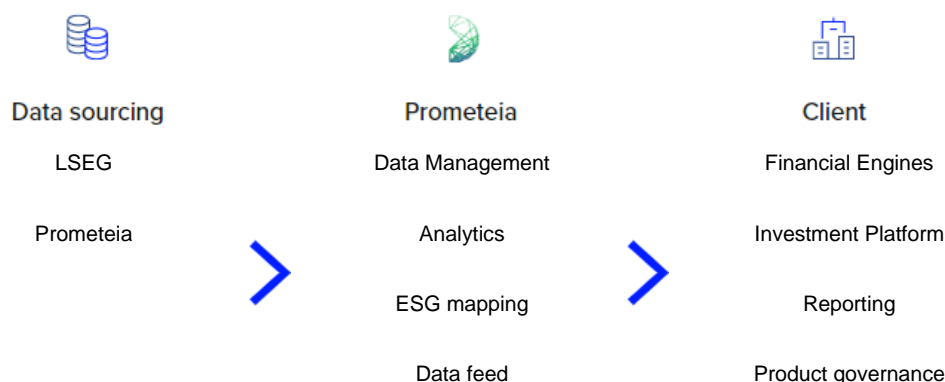 Data sourcing
LSEG
Prometeia
Prometeia
Data Management
Analytics
ESG mapping
Data feed
Client
Financial Engines
Investment Platform
Reporting
Product governance